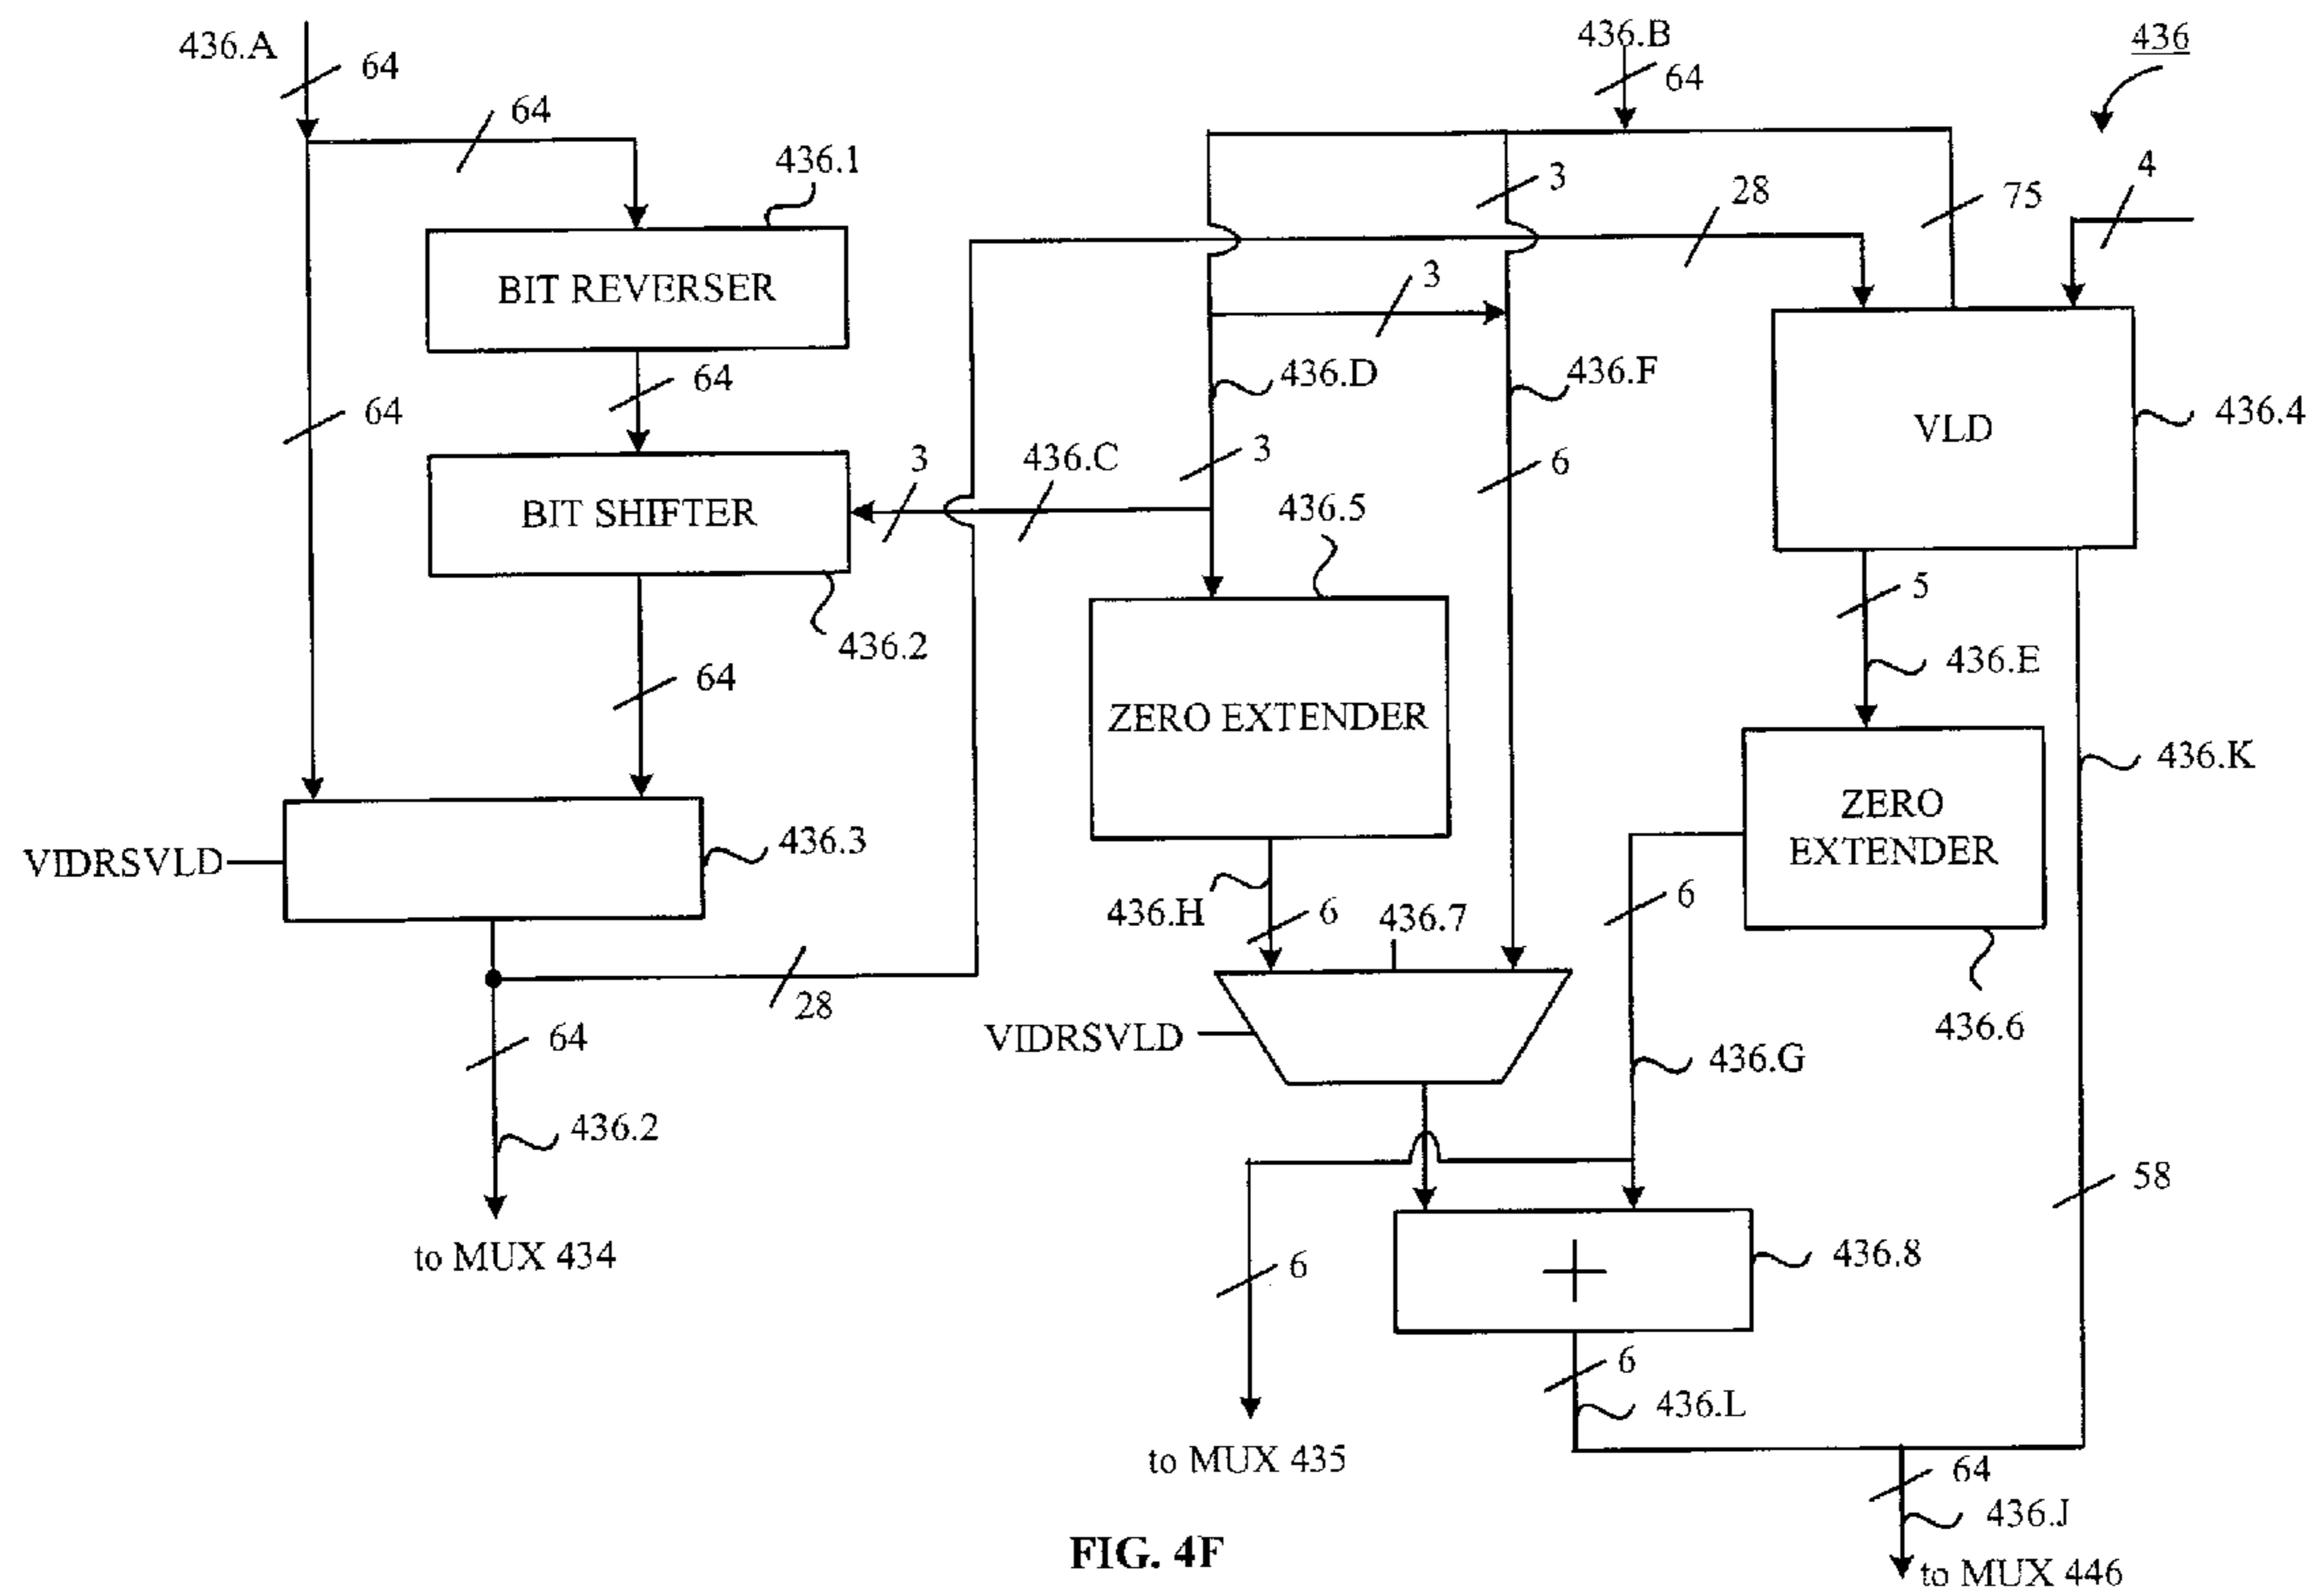 436.A
64
64
436.1
BIT REVERSER
64
64
BIT SHIFTER
436.2
64
VIDRSVLD
436.3
28
64
436.2
to MUX 434
436.B
64
436
3
28
75
4
3
436.D
436.F
VLD
436.4
3
436.C
3
6
436.5
5
436.E
ZERO EXTENDER
436.K
ZERO
EXTENDER
436.H
6
436.7
6
436.6
VIDRSVLD
436.G
58
6
436.8
+
6
436.L
to MUX 435
64
436.J
to MUX 446
FIG. 4F